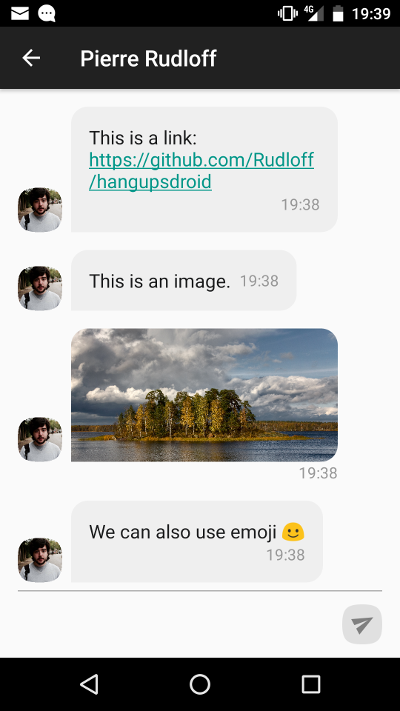 4G 19:39
Pierre Rudloff
This is a link:
https://github.com/Rudloff
/hangupsdroid
19:38
This is an image. 19:38
19:38
We can also use emoji 🙂
19:38